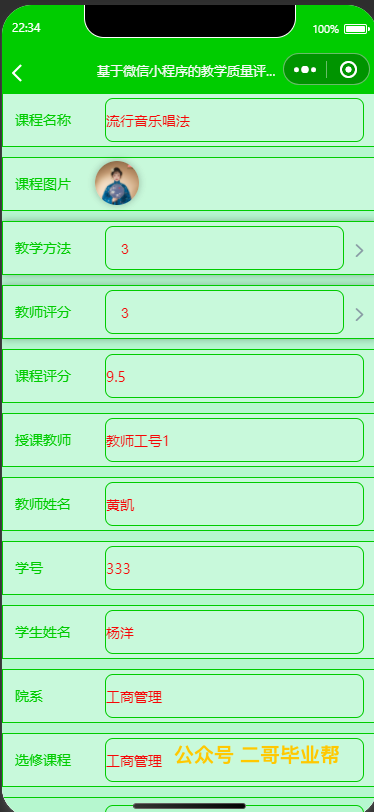 22:34
100%
基于微信小程序的教学质量评...
课程名称
流行音乐唱法
课程图片
教学方法
3
教师评分
3
课程评分
9.5
授课教师
教师工号1
教师姓名
黄凯
学号
333
学生姓名
杨洋
院系
工商管理
选修课程
工商管理
公众号 二哥毕业帮